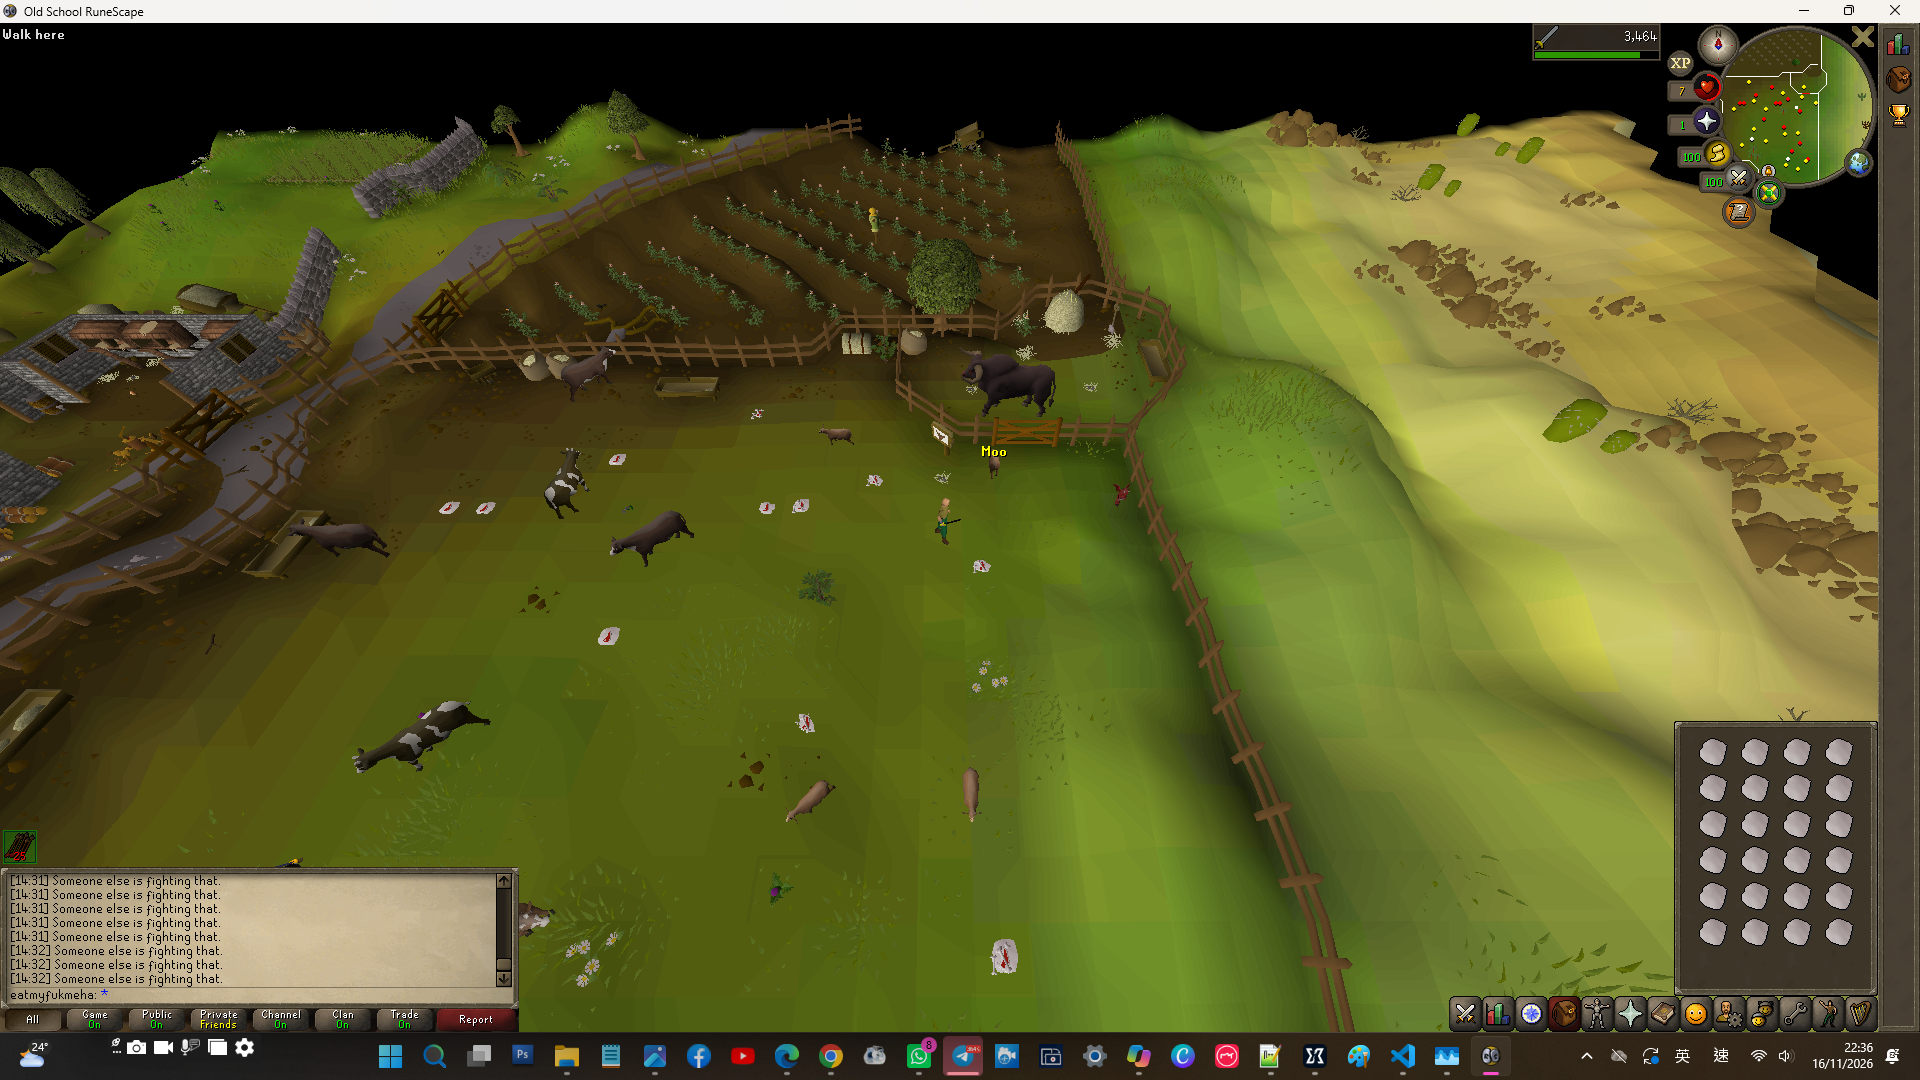 Old School RuneScape
Walk here
3,464
N
XP
7
1
100
100
Moo
25
[14:31] Someone else is fighting that.
[14:31] Someone else is fighting that.
[14:31] Someone else is fighting that.
[14:31] Someone else is fighting that.
[14:31] Someone else is fighting that.
[14:32] Someone else is fighting that.
[14:32] Someone else is fighting that.
[14:32] Someone else is fighting that.
eatmyfukmeha: *
All
Game
On
Public
On
Private
Friends
Channel
On
Clan
On
Trade
On
Report
24°
Ps
8
英
速
22:36
16/11/2026